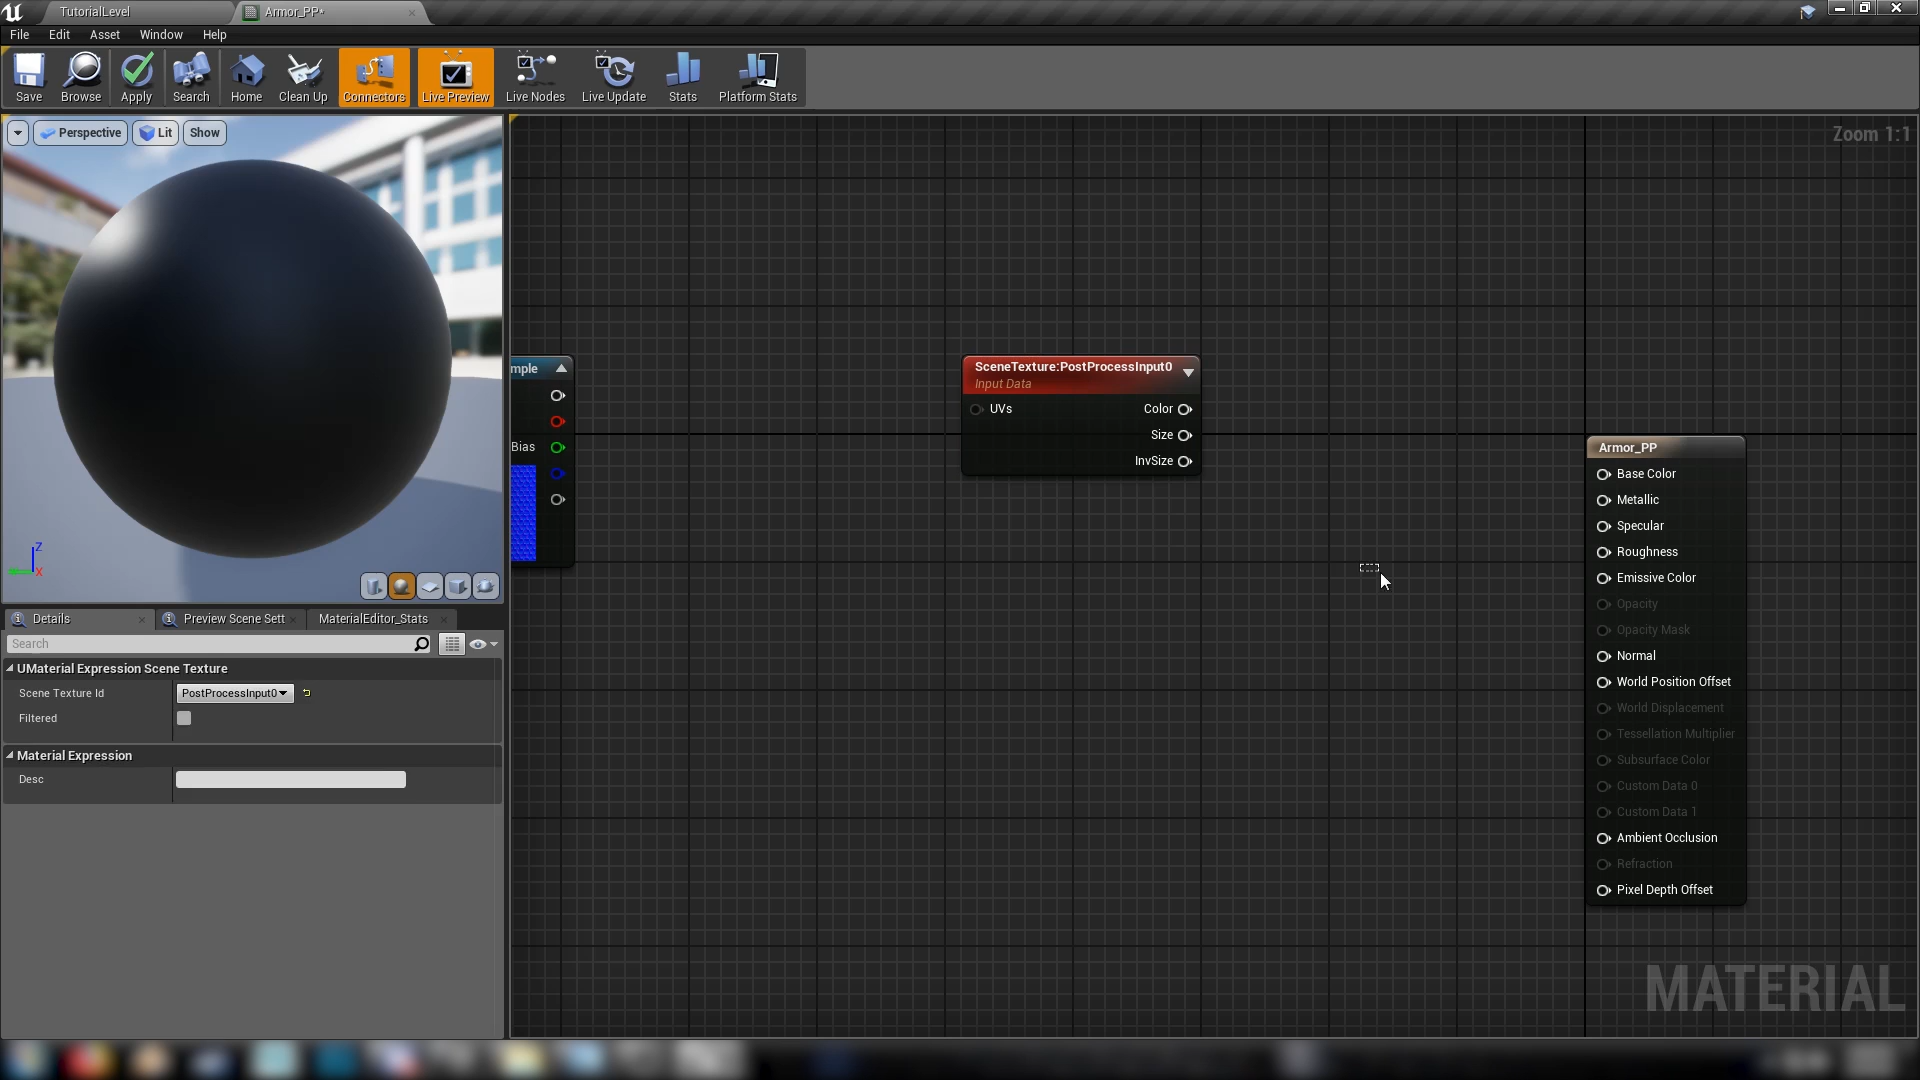 TutorialLevel
Armor_PP*
File Edit Asset Window Help
Save Browse Apply Search Home Clean Up Connectors Live Preview Live Nodes Live Update Stats Platform Stats
Perspective Lit Show
Zoom 1:1
mple
Bias
SceneTexture:PostProcessInput0
Input Data
UVs Color
Size
InvSize
Armor_PP
Base Color
Metallic
Specular
Roughness
Emissive Color
Opacity
Opacity Mask
Normal
World Position Offset
World Displacement
Tessellation Multiplier
Subsurface Color
Custom Data 0
Custom Data 1
Ambient Occlusion
Refraction
Pixel Depth Offset
MATERIAL
Z
X
Details Preview Scene Sett MaterialEditor_Stats
Search
UMaterial Expression Scene Texture
Scene Texture Id PostProcessInput0
Filtered
Material Expression
Desc